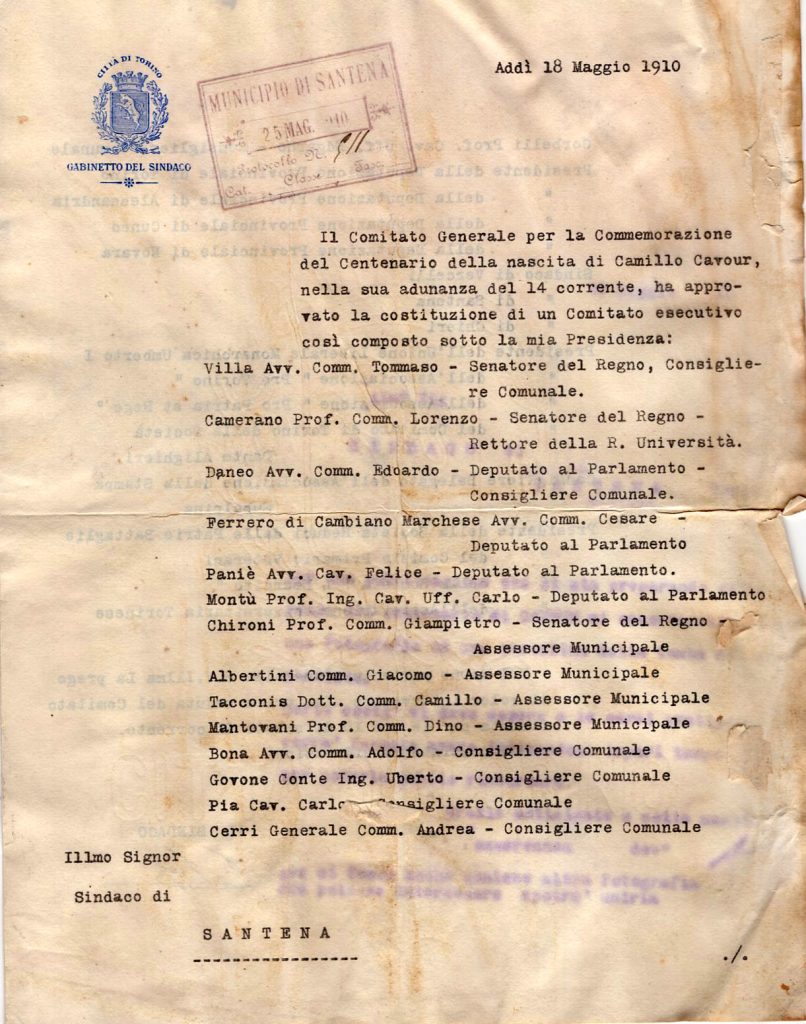 CITTÀ DI TORINO
GABINETTO DEL SINDACO
MUNICIPIO DI SANTENA
25 MAG. 1910
Protocollo N.
Cat. Classe Fasc.
Addì 18 Maggio 1910
Il Comitato Generale per la Commemorazione
del Centenario della nascita di Camillo Cavour,
nella sua adunanza del 14 corrente, ha appro-
vato la costituzione di un Comitato esecutivo
così composto sotto la mia Presidenza:
Villa Avv. Comm. Tommaso - Senatore del Regno, Consiglie-
re Comunale.
Camerano Prof. Comm. Lorenzo - Senatore del Regno -
Rettore della R. Università.
Daneo Avv. Comm. Edoardo - Deputato al Parlamento -
Consigliere Comunale.
Ferrero di Cambiano Marchese Avv. Comm. Cesare -
Deputato al Parlamento
Paniè Avv. Cav. Felice - Deputato al Parlamento.
Montù Prof. Ing. Cav. Uff. Carlo - Deputato al Parlamento
Chironi Prof. Comm. Giampietro - Senatore del Regno -
Assessore Municipale
Albertini Comm. Giacomo - Assessore Municipale
Tacconis Dott. Comm. Camillo - Assessore Municipale
Mantovani Prof. Comm. Dino - Assessore Municipale
Bona Avv. Comm. Adolfo - Consigliere Comunale
Govone Conte Ing. Uberto - Consigliere Comunale
Pia Cav. Carlo - Consigliere Comunale
Cerri Generale Comm. Andrea - Consigliere Comunale
Illmo Signor
Sindaco di
SANTENA
./.